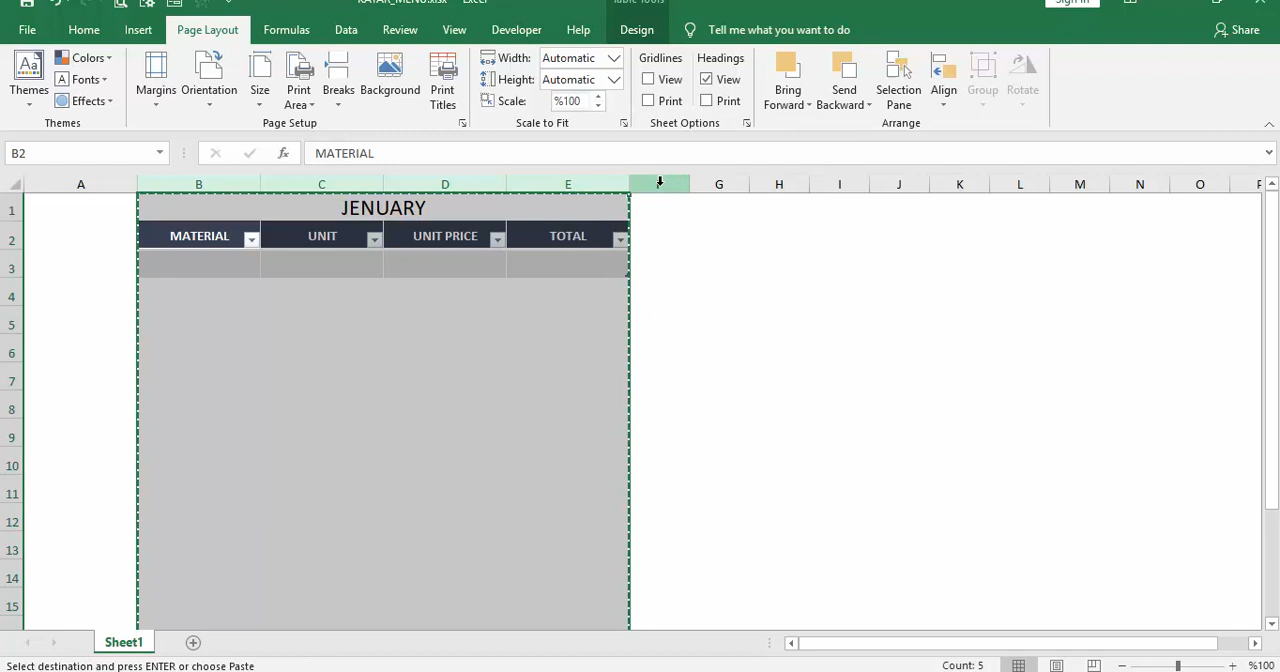 KATAR_MENU.xlsx - Excel
Table Tools
Sign in
File Home Insert Page Layout Formulas Data Review View Developer Help Design Tell me what you want to do Share
Themes
Colors
Fonts
Effects
Themes
Margins
Orientation
Size
Print Area
Breaks
Background
Print Titles
Page Setup
Width: Automatic
Height: Automatic
Scale: %100
Scale to Fit
Gridlines
View
Print
Headings
View
Print
Sheet Options
Bring Forward
Send Backward
Selection Pane
Align
Group
Rotate
Arrange
B2
fx
MATERIAL
A B C D E G H I J K L M N O P
1 JENUARY
2 MATERIAL UNIT UNIT PRICE TOTAL
3
4
5
6
7
8
9
10
11
12
13
14
15
Sheet1
Select destination and press ENTER or choose Paste
Count: 5
%100